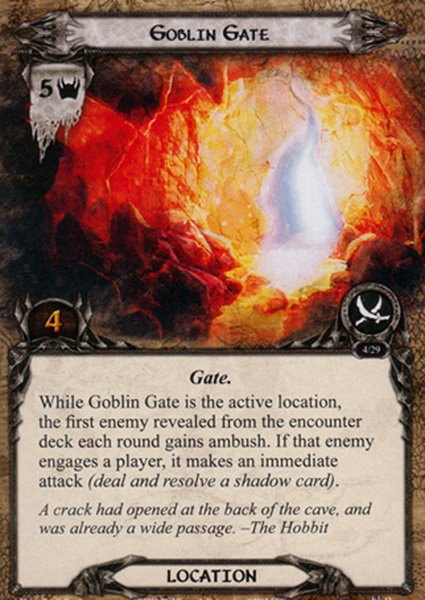 Goblin Gate
5
4
4/29
Gate.
While Goblin Gate is the active location,
the first enemy revealed from the encounter
deck each round gains ambush. If that enemy
engages a player, it makes an immediate
attack (deal and resolve a shadow card).
A crack had opened at the back of the cave, and
was already a wide passage. –The Hobbit
LOCATION